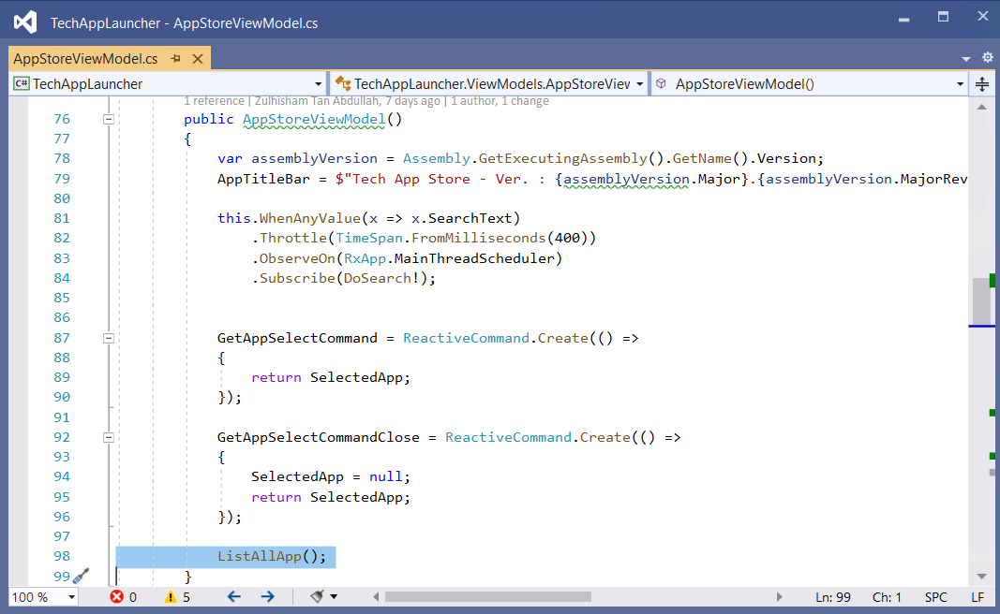 TechAppLauncher - AppStoreViewModel.cs
AppStoreViewModel.cs
C# TechAppLauncher TechAppLauncher.ViewModels.AppStoreView AppStoreViewModel()
1 reference | Zulhisham Tan Abdullah, 7 days ago | 1 author, 1 change
76 public AppStoreViewModel()
77 {
78 var assemblyVersion = Assembly.GetExecutingAssembly().GetName().Version;
79 AppTitleBar = $"Tech App Store - Ver. : {assemblyVersion.Major}.{assemblyVersion.MajorRev
80
81 this.WhenAnyValue(x => x.SearchText)
82 .Throttle(TimeSpan.FromMilliseconds(400))
83 .ObserveOn(RxApp.MainThreadScheduler)
84 .Subscribe(DoSearch!);
85
86
87 GetAppSelectCommand = ReactiveCommand.Create(() =>
88 {
89 return SelectedApp;
90 });
91
92 GetAppSelectCommandClose = ReactiveCommand.Create(() =>
93 {
94 SelectedApp = null;
95 return SelectedApp;
96 });
97
98 ListAllApp();
99 }
100 % 0 5 Ln: 99 Ch: 1 SPC LF